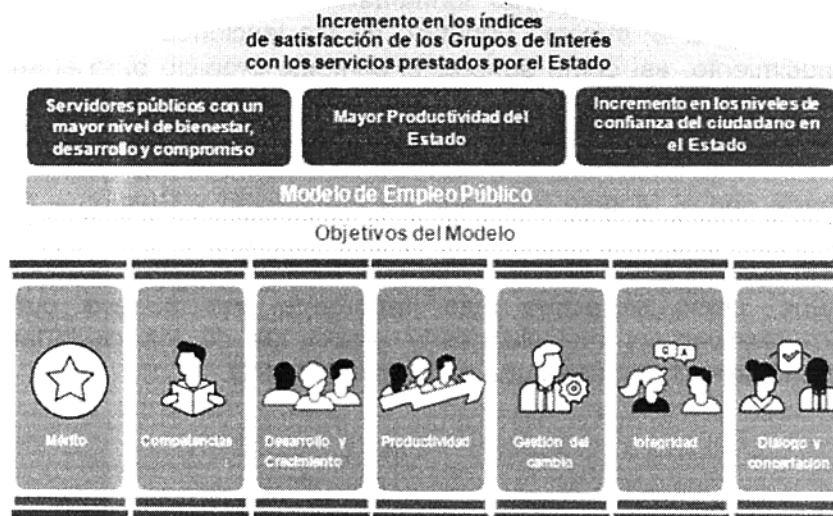 Incremento en los índices
de satisfacción de los Grupos de Interés
con los servicios prestados por el Estado
Servidores públicos con un
mayor nivel de bienestar,
desarrollo y compromiso
Mayor Productividad del
Estado
Incremento en los niveles de
confianza del ciudadano en
el Estado
Modelo de Empleo Público
Objetivos del Modelo
Mérito
Competencias
Desarrollo y
Crecimiento
Productividad
Gestión del
cambio
C A
Integridad
Dialogo y
concertación